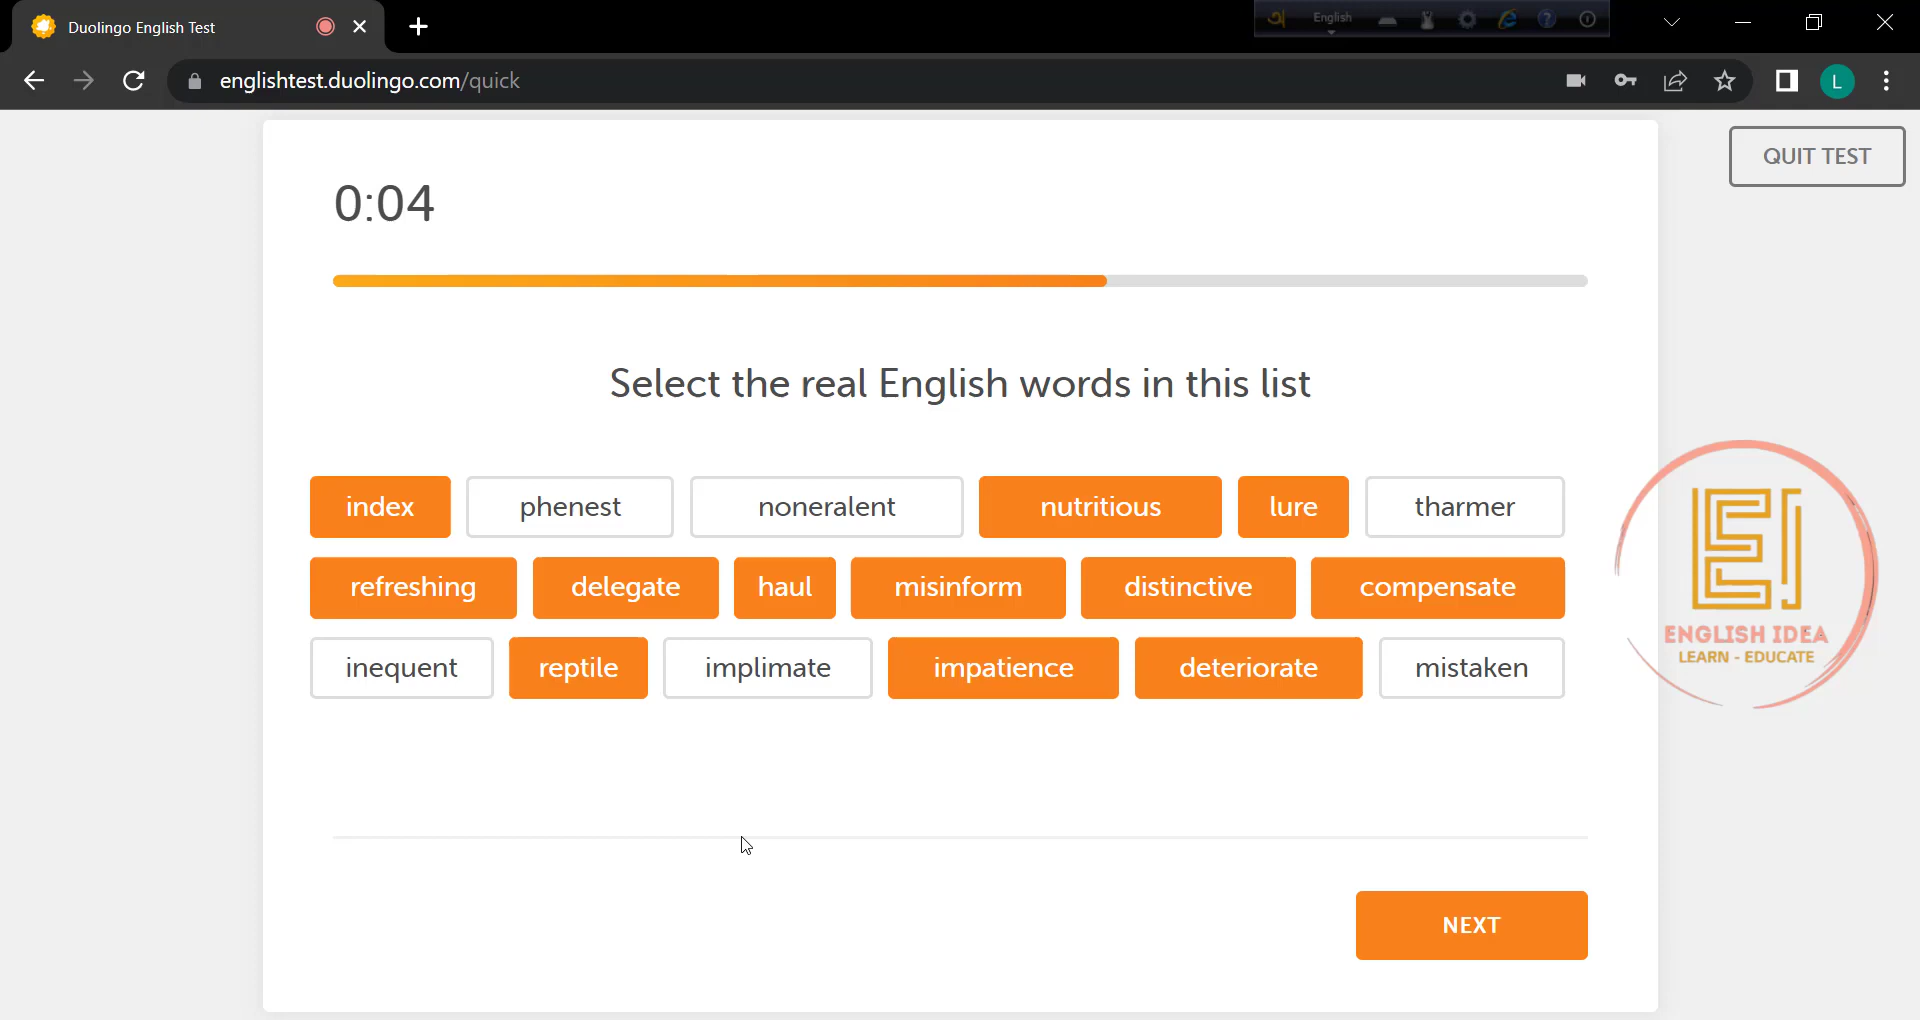 Duolingo English Test
English
englishtest.duolingo.com/quick
L
QUIT TEST
0:04
Select the real English words in this list
index phenest noneralent nutritious lure tharmer
refreshing delegate haul misinform distinctive compensate
inequent reptile implimate impatience deteriorate mistaken
EI
ENGLISH IDEA
LEARN - EDUCATE
NEXT